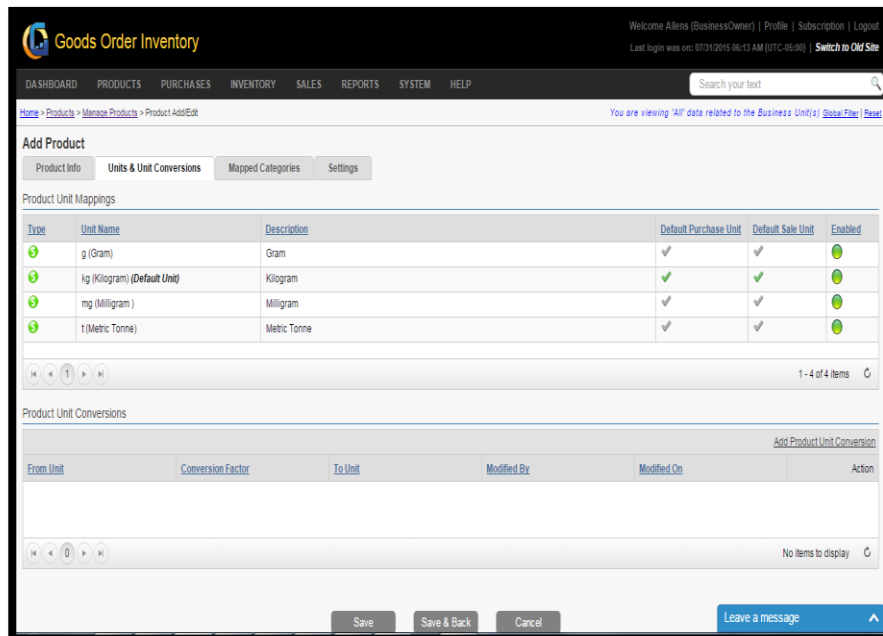 Welcome Allens (BusinessOwner) | Profile | Subscription | Logout
Goods Order Inventory
Last login was on: 07/31/2015 06:13 AM (UTC-05:00) | Switch to Old Site
DASHBOARD PRODUCTS PURCHASES INVENTORY SALES REPORTS SYSTEM HELP Search your text
Home > Products > Manage Products > Product Add/Edit You are viewing 'All' data related to the Business Unit(s) Global Filter | Reset
Add Product
Product Info Units & Unit Conversions Mapped Categories Settings
Product Unit Mappings
Type Unit Name Description Default Purchase Unit Default Sale Unit Enabled
g (Gram) Gram
kg (Kilogram) (Default Unit) Kilogram
mg (Milligram ) Milligram
t (Metric Tonne) Metric Tonne
1 1 - 4 of 4 items
Product Unit Conversions
Add Product Unit Conversion
From Unit Conversion Factor To Unit Modified By Modified On Action
0 No items to display
Save Save & Back Cancel Leave a message